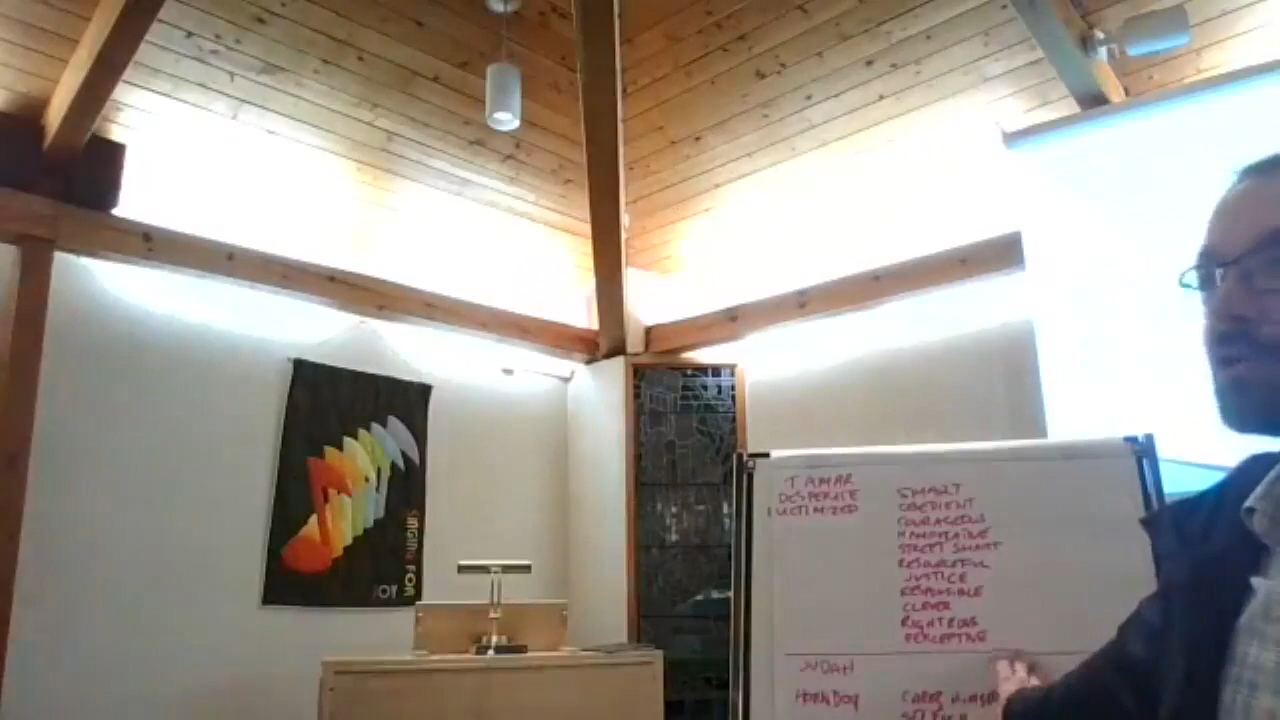 SINGING FOR
JOY
TAMAR
DESPERATE
VICTIMIZED
SMART
OBEDIENT
COURAGEOUS
MANIPULATIVE
STREET SMART
RESOURCEFUL
JUSTICE
RESPONSIBLE
CLEVER
RIGHTEOUS
PERCEPTIVE
JUDAH
HORNDOG